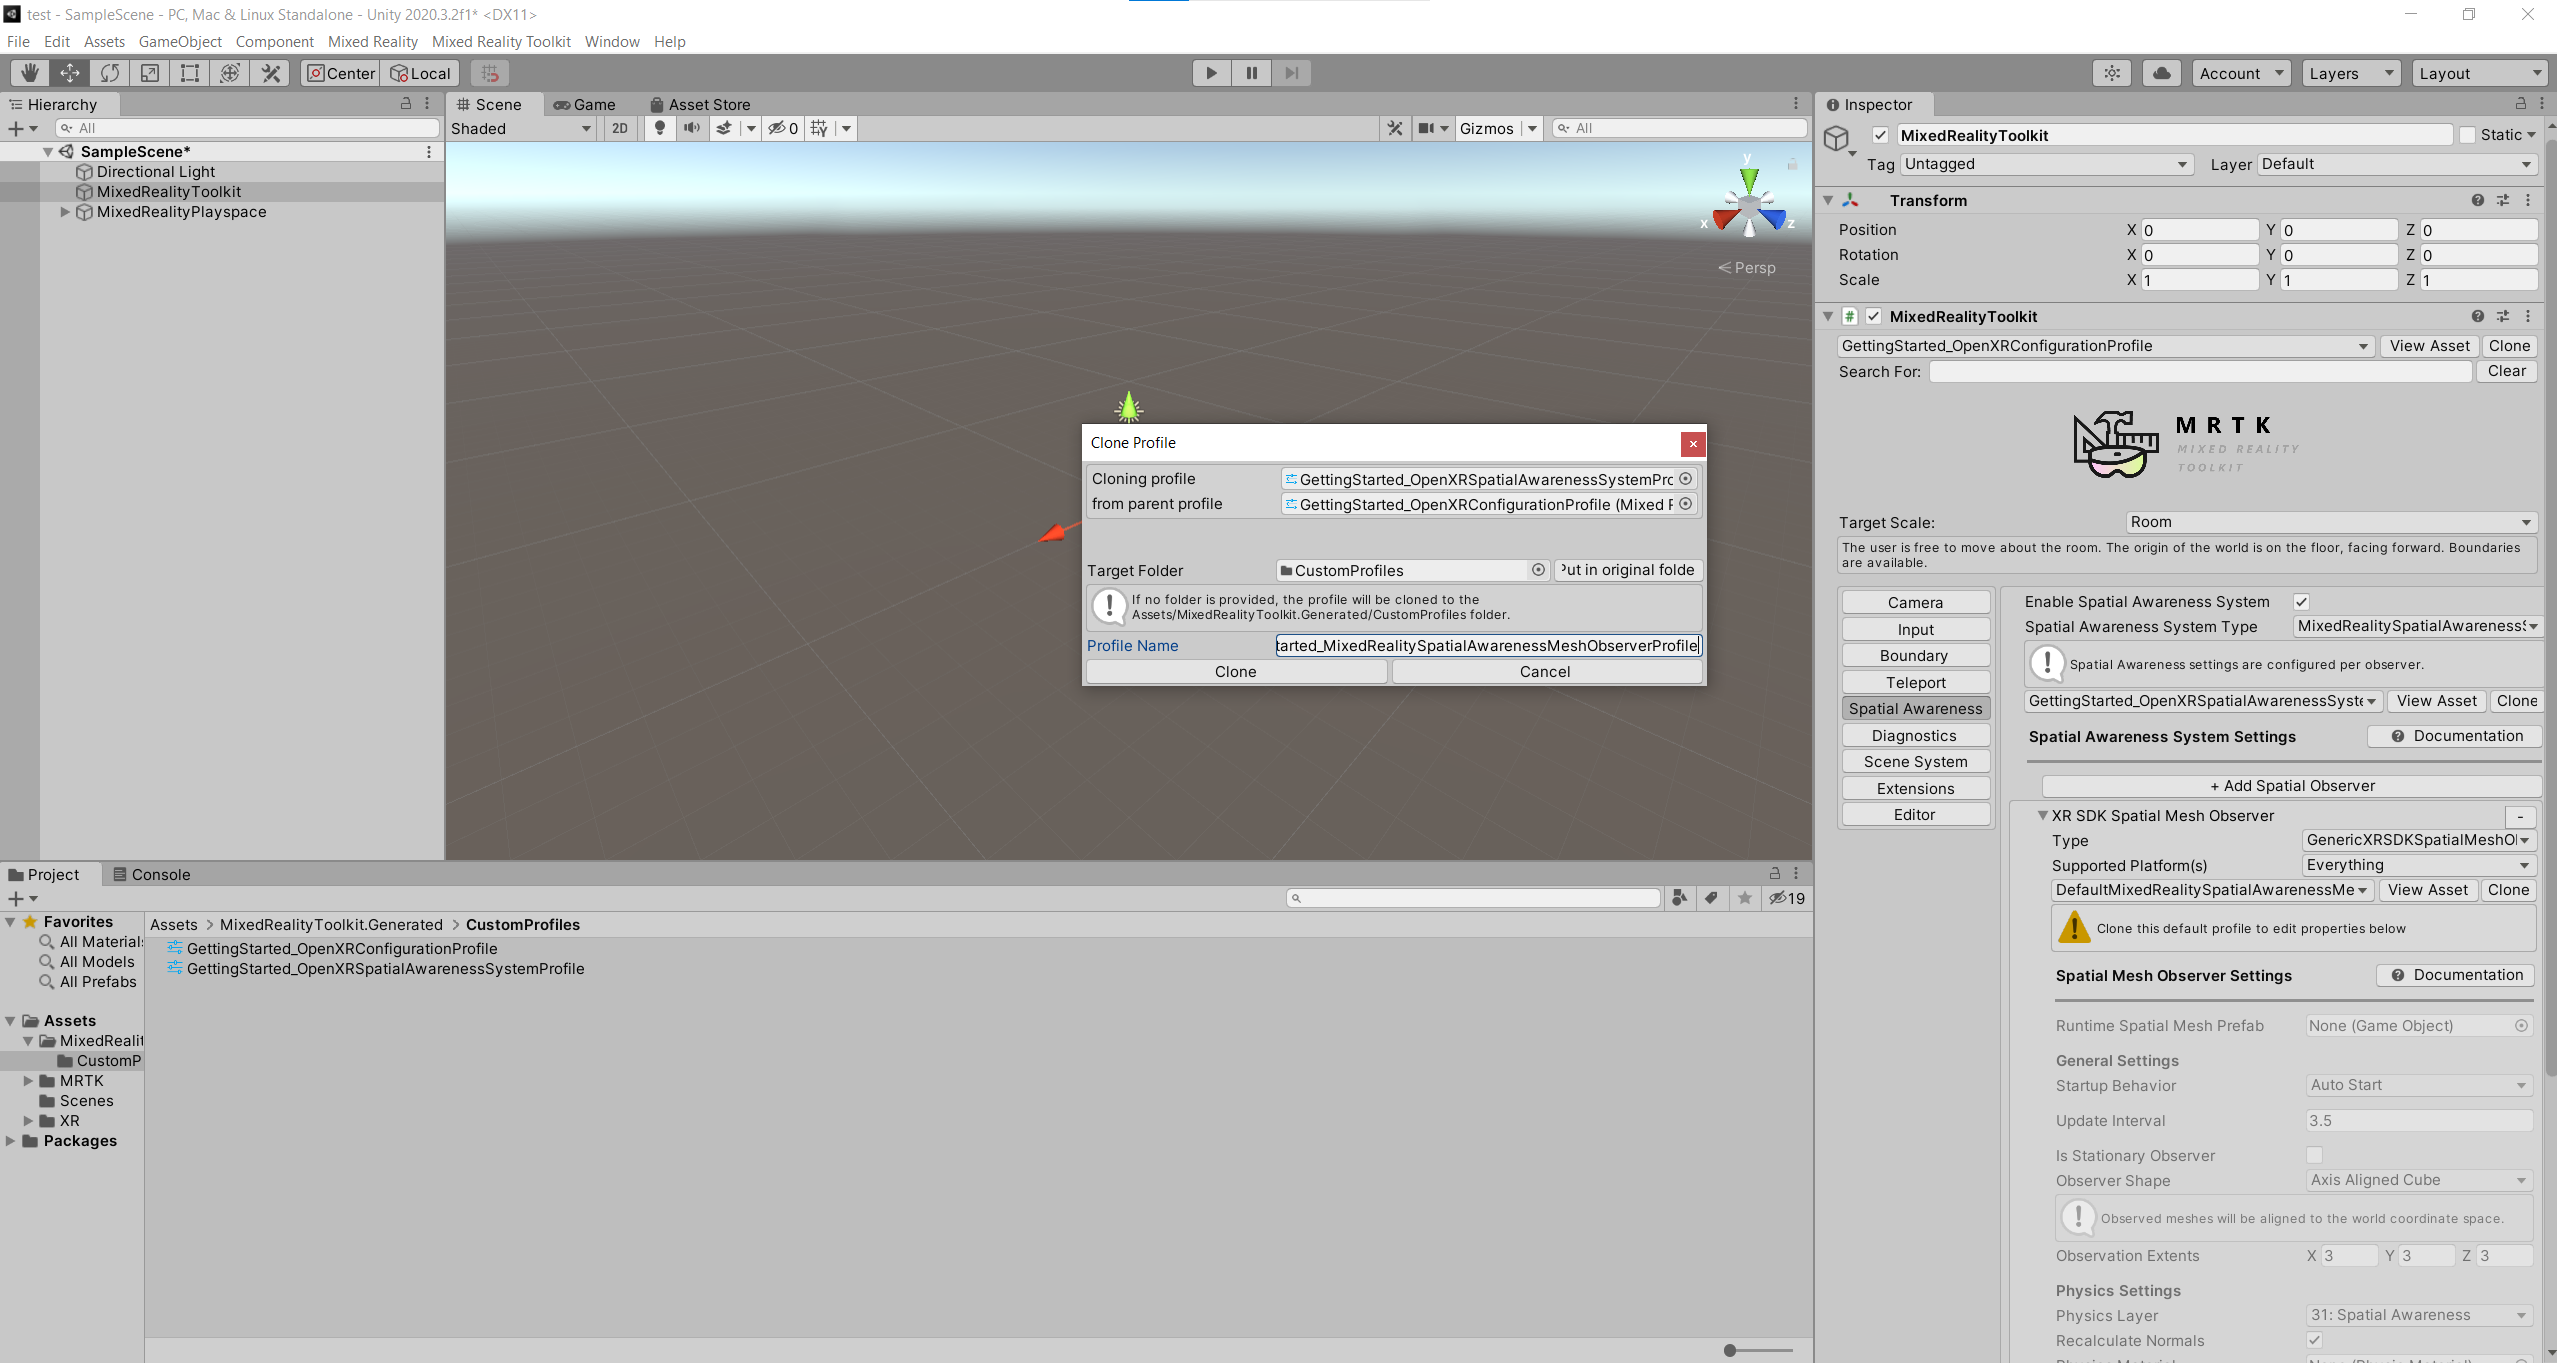 test - SampleScene - PC, Mac & Linux Standalone - Unity 2020.3.2f1* <DX11>
File Edit Assets GameObject Component Mixed Reality Mixed Reality Toolkit Window Help
Center Local Account Layers Layout
Hierarchy
All
SampleScene*
Directional Light
MixedRealityToolkit
MixedRealityPlayspace
Scene Game Asset Store
Shaded 2D 0 Gizmos All
y
x z
Persp
Clone Profile
Cloning profile GettingStarted_OpenXRSpatialAwarenessSystemPro
from parent profile GettingStarted_OpenXRConfigurationProfile (Mixed R
Target Folder CustomProfiles Put in original folde
If no folder is provided, the profile will be cloned to the
Assets/MixedRealityToolkit.Generated/CustomProfiles folder.
Profile Name tarted_MixedRealitySpatialAwarenessMeshObserverProfile
Clone Cancel
Project Console
19
Favorites
All Materials
All Models
All Prefabs
Assets
MixedRealit
CustomP
MRTK
Scenes
XR
Packages
Assets > MixedRealityToolkit.Generated > CustomProfiles
GettingStarted_OpenXRConfigurationProfile
GettingStarted_OpenXRSpatialAwarenessSystemProfile
Inspector
MixedRealityToolkit Static
Tag Untagged Layer Default
Transform
Position X 0 Y 0 Z 0
Rotation X 0 Y 0 Z 0
Scale X 1 Y 1 Z 1
# MixedRealityToolkit
GettingStarted_OpenXRConfigurationProfile View Asset Clone
Search For: Clear
MRTK
MIXED REALITY
TOOLKIT
Target Scale: Room
The user is free to move about the room. The origin of the world is on the floor, facing forward. Boundaries
are available.
Camera
Input
Boundary
Teleport
Spatial Awareness
Diagnostics
Scene System
Extensions
Editor
Enable Spatial Awareness System
Spatial Awareness System Type MixedRealitySpatialAwarenessS
Spatial Awareness settings are configured per observer.
GettingStarted_OpenXRSpatialAwarenessSyste View Asset Clone
Spatial Awareness System Settings Documentation
+ Add Spatial Observer
XR SDK Spatial Mesh Observer -
Type GenericXRSDKSpatialMeshOl
Supported Platform(s) Everything
DefaultMixedRealitySpatialAwarenessMe View Asset Clone
Clone this default profile to edit properties below
Spatial Mesh Observer Settings Documentation
Runtime Spatial Mesh Prefab None (Game Object)
General Settings
Startup Behavior Auto Start
Update Interval 3.5
Is Stationary Observer
Observer Shape Axis Aligned Cube
Observed meshes will be aligned to the world coordinate space.
Observation Extents X 3 Y 3 Z 3
Physics Settings
Physics Layer 31: Spatial Awareness
Recalculate Normals